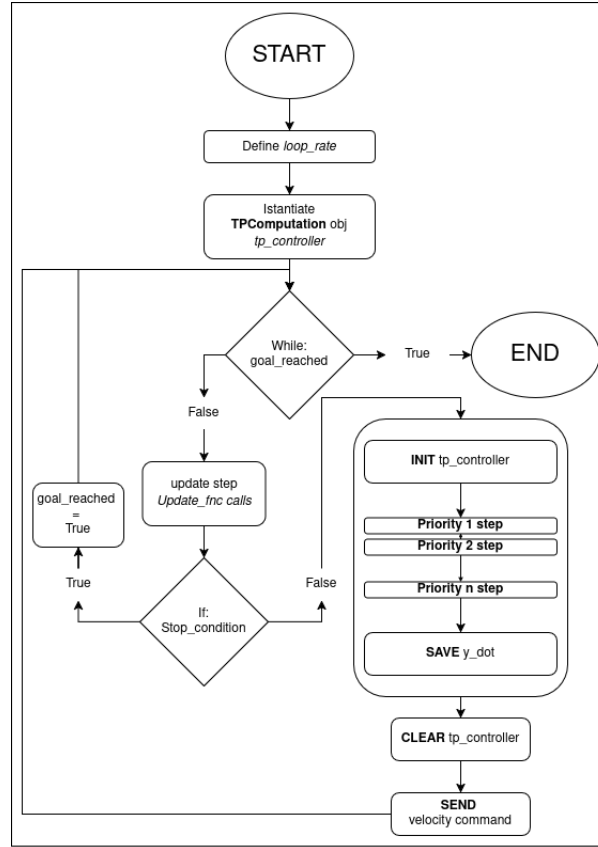 START
Define loop_rate
Istantiate
TPComputation obj
tp_controller
While:
goal_reached
True
END
False
update step
Update_fnc calls
goal_reached
=
True
True
If:
Stop_condition
False
INIT tp_controller
Priority 1 step
Priority 2 step
Priority n step
SAVE y_dot
CLEAR tp_controller
SEND
velocity command